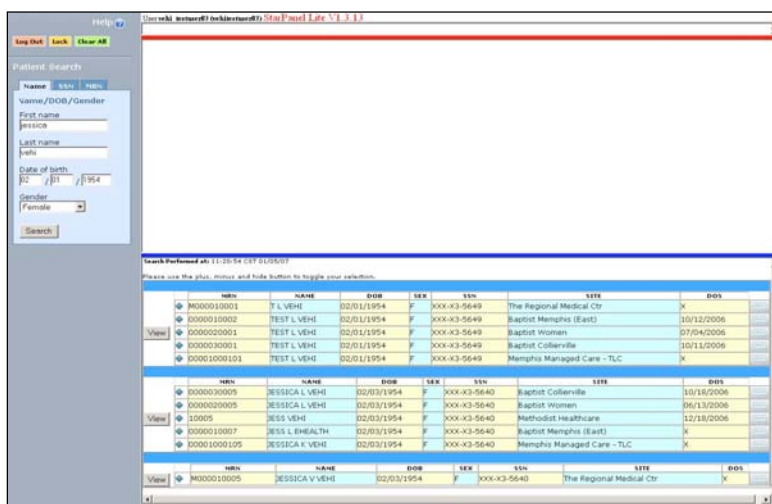 Help
User vehi testuser03 (vehitestuser03) StarPanel Lite V1.3.13
Log Out Lock Clear All
Patient Search
Name SSN MRN
Name/DOB/Gender
First name
jessica
Last name
vehi
Date of birth
02 / 01 / 1954
Gender
Female
Search
Search Performed at: 11:28:54 CST 01/05/07
Please use the plus, minus and hide button to toggle your selection.
MRN NAME DOB SEX SSN SITE DOS
M000010001 T L VEHI 02/01/1954 F XXX-X3-5649 The Regional Medical Ctr X
0000010002 TEST L VEHI 02/01/1954 F XXX-X3-5649 Baptist Memphis (East) 10/12/2006
View 0000020001 TEST L VEHI 02/01/1954 F XXX-X3-5649 Baptist Women 07/04/2006
0000030001 TEST L VEHI 02/01/1954 F XXX-X3-5649 Baptist Collierville 10/11/2006
00001000101 TEST L VEHI 02/01/1954 F XXX-X3-5649 Memphis Managed Care - TLC X
MRN NAME DOB SEX SSN SITE DOS
0000030005 JESSICA L VEHI 02/03/1954 F XXX-X3-5640 Baptist Collierville 10/18/2006
0000020005 JESSICA L VEHI 02/03/1954 F XXX-X3-5640 Baptist Women 06/13/2006
View 10005 JESS VEHI 02/03/1954 F XXX-X3-5640 Methodist Healthcare 12/18/2006
0000010007 JESS L EHEALTH 02/03/1954 F XXX-X3-5640 Baptist Memphis (East) X
00001000105 JESSICA K VEHI 02/03/1954 F XXX-X3-5640 Memphis Managed Care - TLC X
MRN NAME DOB SEX SSN SITE DOS
View M000010005 JESSICA V VEHI 02/03/1954 F XXX-X3-5640 The Regional Medical Ctr X